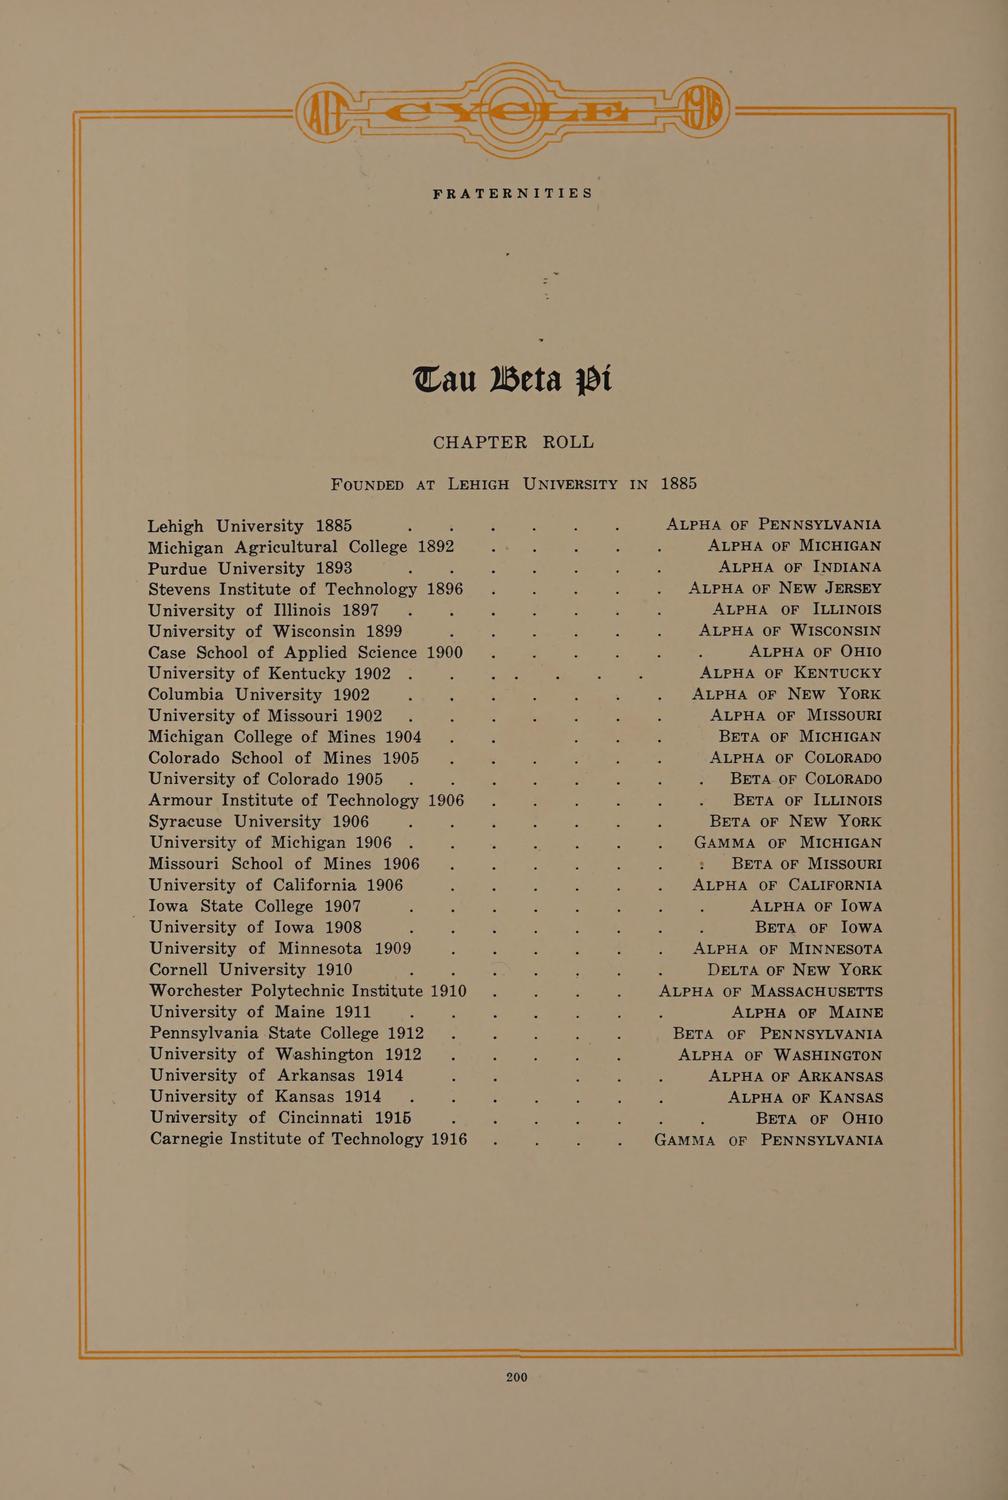 AIT CYCLE 1916
FRATERNITIES
Tau Beta Pi
CHAPTER ROLL
FOUNDED AT LEHIGH UNIVERSITY IN 1885
Lehigh University 1885 . . . . . . ALPHA OF PENNSYLVANIA
Michigan Agricultural College 1892 . . . . . ALPHA OF MICHIGAN
Purdue University 1893 . . . . . . . ALPHA OF INDIANA
Stevens Institute of Technology 1896 . . . . . ALPHA OF NEW JERSEY
University of Illinois 1897 . . . . . . . ALPHA OF ILLINOIS
University of Wisconsin 1899 . . . . . . ALPHA OF WISCONSIN
Case School of Applied Science 1900 . . . . . . ALPHA OF OHIO
University of Kentucky 1902 . . . . . . . ALPHA OF KENTUCKY
Columbia University 1902 . . . . . . . ALPHA OF NEW YORK
University of Missouri 1902 . . . . . . . ALPHA OF MISSOURI
Michigan College of Mines 1904 . . . . . BETA OF MICHIGAN
Colorado School of Mines 1905 . . . . . . ALPHA OF COLORADO
University of Colorado 1905 . . . . . . . . BETA OF COLORADO
Armour Institute of Technology 1906 . . . . . . BETA OF ILLINOIS
Syracuse University 1906 . . . . . . . BETA OF NEW YORK
University of Michigan 1906 . . . . . . . GAMMA OF MICHIGAN
Missouri School of Mines 1906 . . . . . . . BETA OF MISSOURI
University of California 1906 . . . . . . ALPHA OF CALIFORNIA
Iowa State College 1907 . . . . . . . . ALPHA OF IOWA
University of Iowa 1908 . . . . . . . . BETA OF IOWA
University of Minnesota 1909 . . . . . . ALPHA OF MINNESOTA
Cornell University 1910 . . . . . . . DELTA OF NEW YORK
Worchester Polytechnic Institute 1910 . . . . ALPHA OF MASSACHUSETTS
University of Maine 1911 . . . . . . . ALPHA OF MAINE
Pennsylvania State College 1912 . . . . . BETA OF PENNSYLVANIA
University of Washington 1912 . . . . . ALPHA OF WASHINGTON
University of Arkansas 1914 . . . . . ALPHA OF ARKANSAS
University of Kansas 1914 . . . . . . . ALPHA OF KANSAS
University of Cincinnati 1915 . . . . . . . BETA OF OHIO
Carnegie Institute of Technology 1916 . . . . GAMMA OF PENNSYLVANIA
200